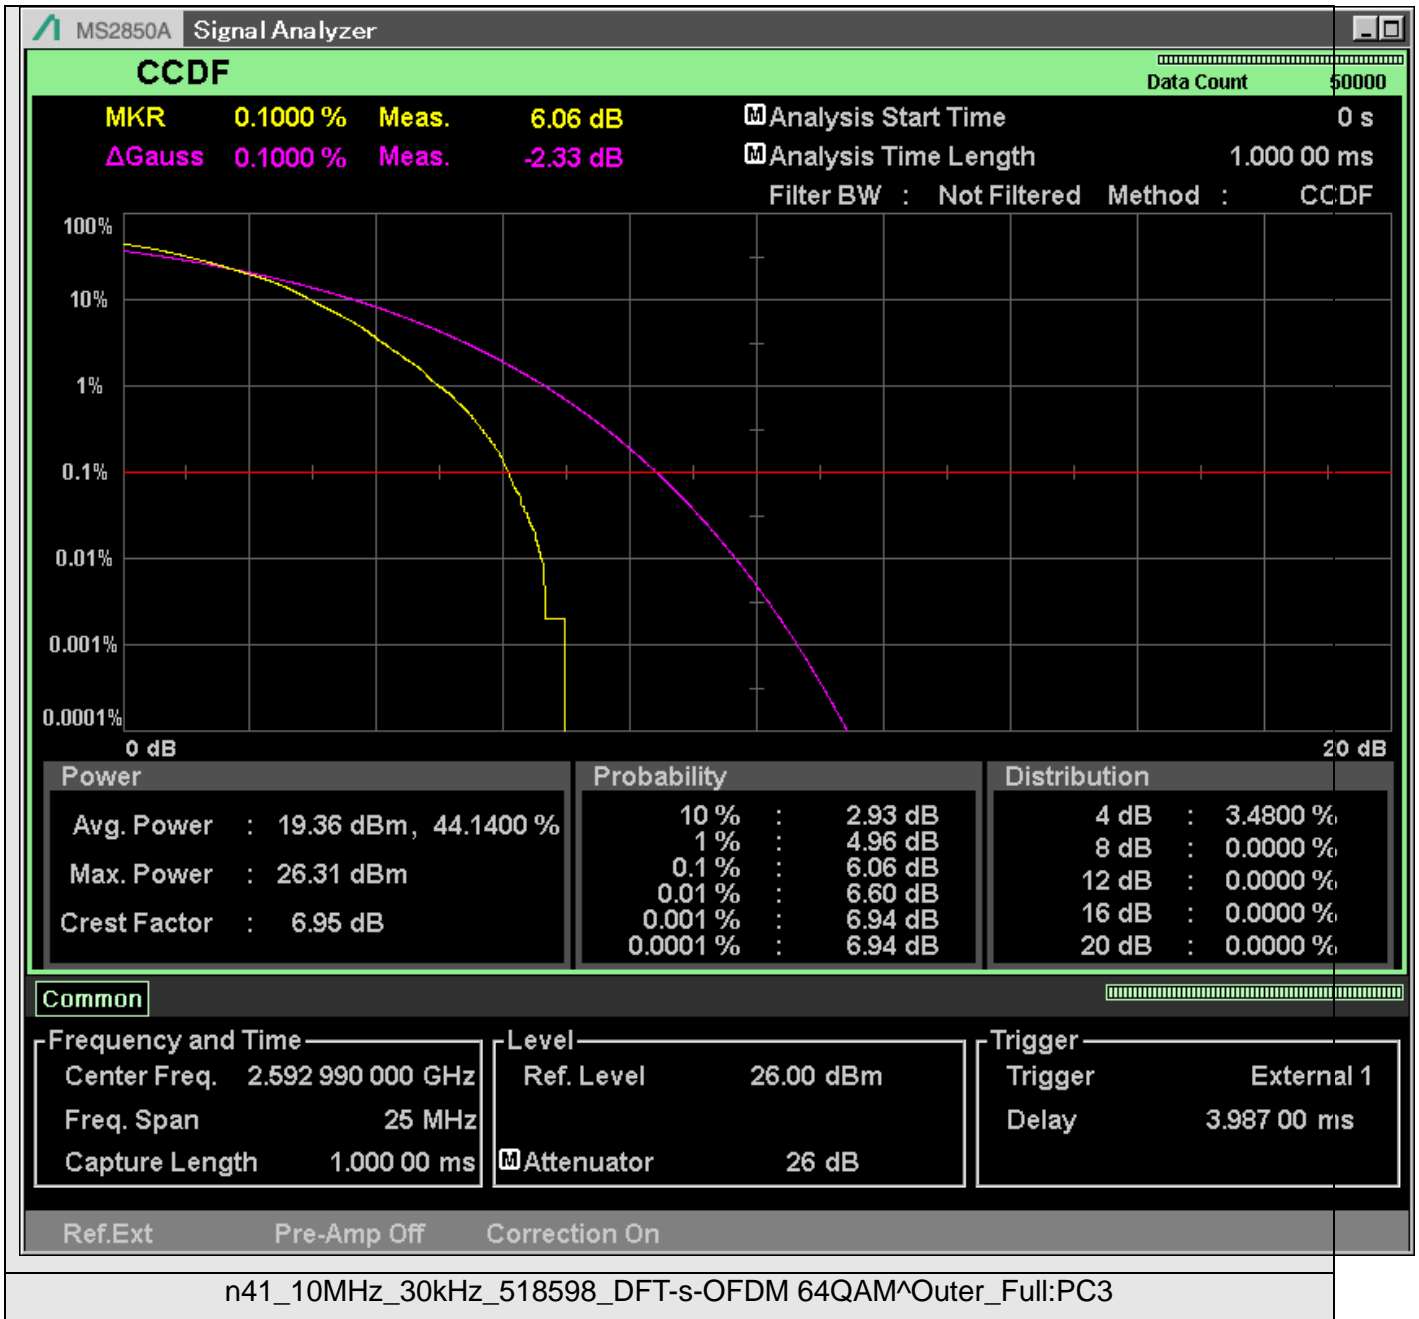 MS2850A Signal Analyzer
CCDF
Data Count 50000
MKR 0.1000 % Meas. 6.06 dB
ΔGauss 0.1000 % Meas. -2.33 dB
M Analysis Start Time 0 s
M Analysis Time Length 1.000 00 ms
Filter BW : Not Filtered Method : CCDF
100%
10%
1%
0.1%
0.01%
0.001%
0.0001%
0 dB 20 dB
Power
Avg. Power : 19.36 dBm, 44.1400 %
Max. Power : 26.31 dBm
Crest Factor : 6.95 dB
Probability
10 % : 2.93 dB
1 % : 4.96 dB
0.1 % : 6.06 dB
0.01 % : 6.60 dB
0.001 % : 6.94 dB
0.0001 % : 6.94 dB
Distribution
4 dB : 3.4800 %
8 dB : 0.0000 %
12 dB : 0.0000 %
16 dB : 0.0000 %
20 dB : 0.0000 %
Common
Frequency and Time
Center Freq. 2.592 990 000 GHz
Freq. Span 25 MHz
Capture Length 1.000 00 ms
Level
Ref. Level 26.00 dBm
M Attenuator 26 dB
Trigger
Trigger External 1
Delay 3.987 00 ms
Ref.Ext Pre-Amp Off Correction On
n41_10MHz_30kHz_518598_DFT-s-OFDM 64QAM^Outer_Full:PC3